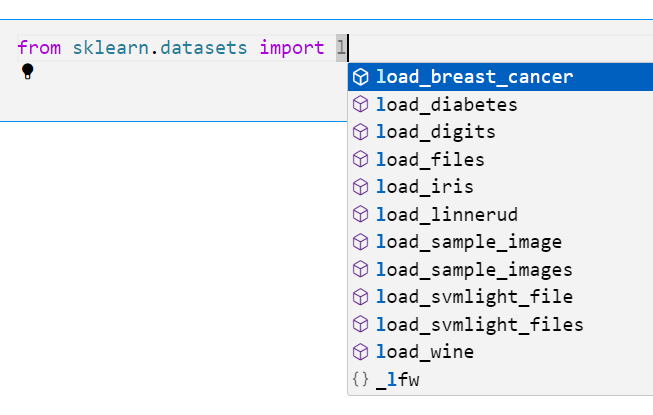 from sklearn.datasets import l
load_breast_cancer
load_diabetes
load_digits
load_files
load_iris
load_linnerud
load_sample_image
load_sample_images
load_svmlight_file
load_svmlight_files
load_wine
{} _lfw